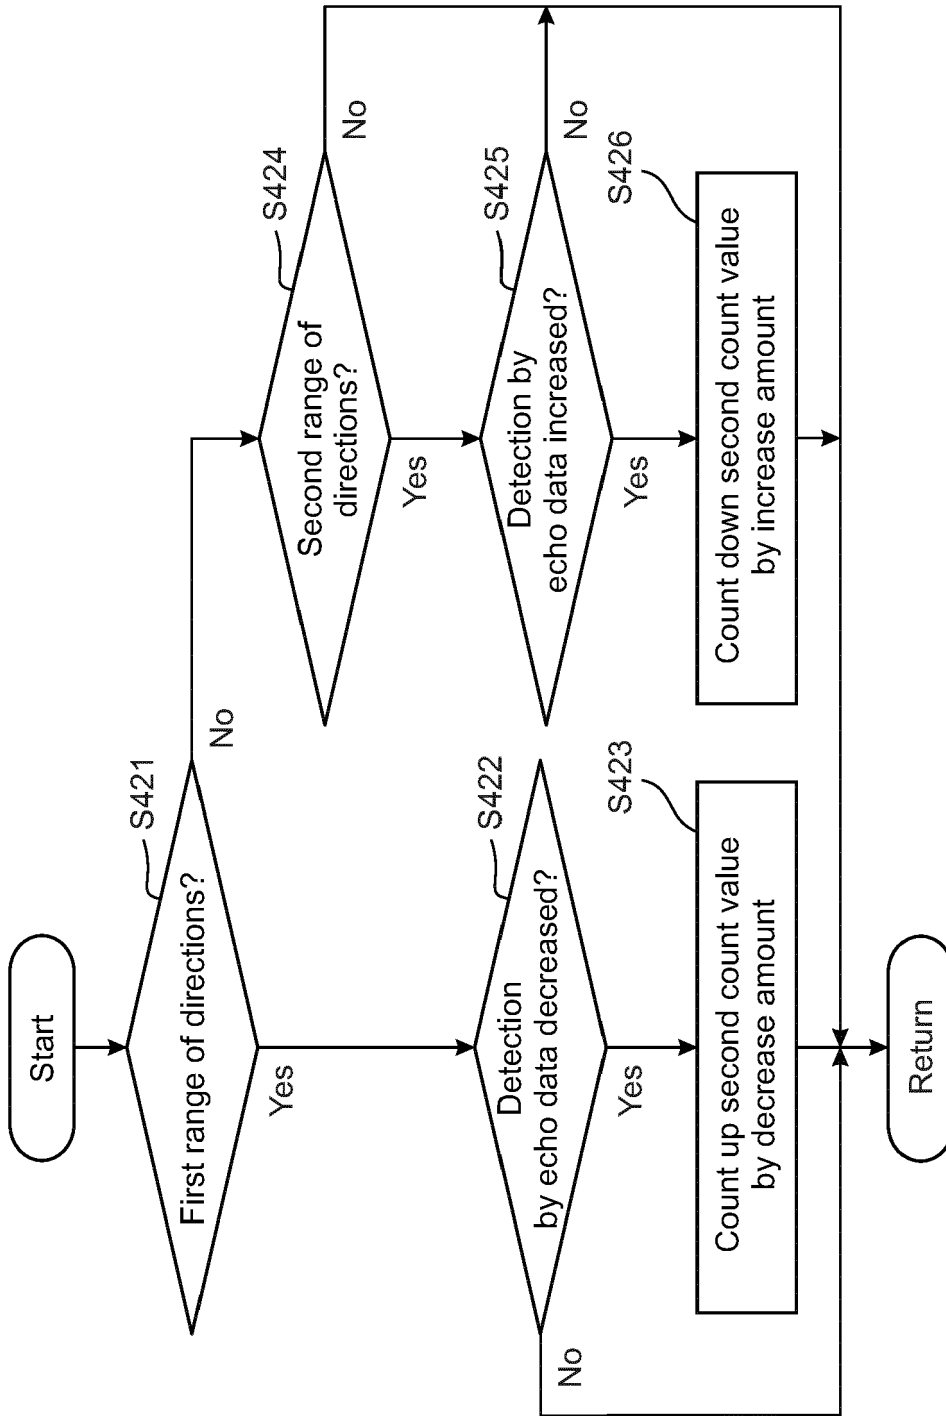 Start
S421
First range of directions?
No
Yes
S422
Detection
by echo data decreased?
No
Yes
S423
Count up second count value
by decrease amount
S424
Second range of
directions?
No
Yes
S425
Detection by
echo data increased?
No
Yes
S426
Count down second count value
by increase amount
Return